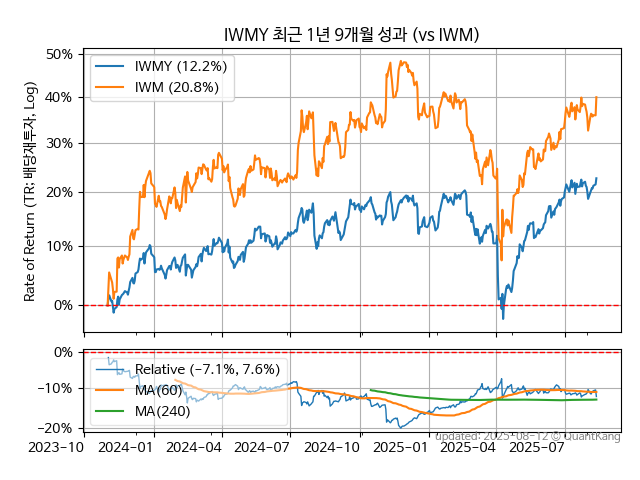 IWMY 최근 1년 9개월 성과 (vs IWM)
Rate of Return (TR: 배당재투자, Log)
50%
40%
30%
20%
10%
0%
IWMY (12.2%)
IWM (20.8%)
0%
−10%
−20%
Relative (−7.1%, 7.6%)
MA(60)
MA(240)
2023−10 2024−01 2024−04 2024−07 2024−10 2025−01 2025−04 2025−07
updated: 2025-08-12 © QuantKang